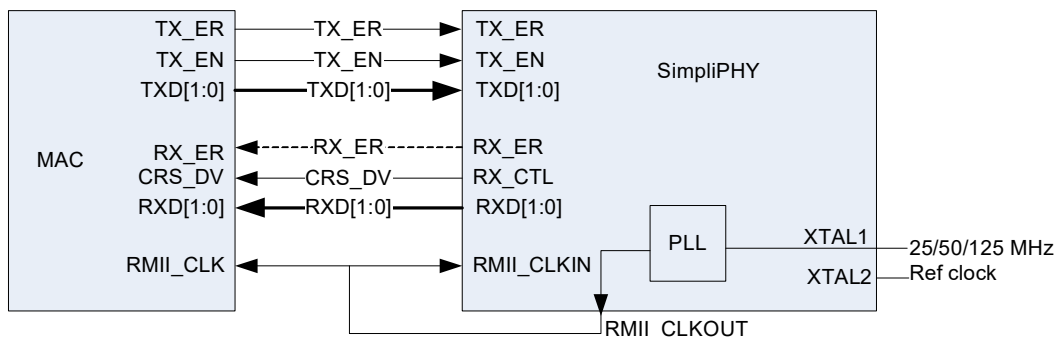 TX_ER TX_ER TX_ER
TX_EN TX_EN TX_EN
SimpliPHY
TXD[1:0] TXD[1:0] TXD[1:0]
MAC
RX_ER RX_ER RX_ER
CRS_DV CRS_DV RX_CTL
RXD[1:0] RXD[1:0] RXD[1:0]
PLL
XTAL1
25/50/125 MHz
RMII_CLK RMII_CLKIN
XTAL2
Ref clock
RMII_CLKOUT